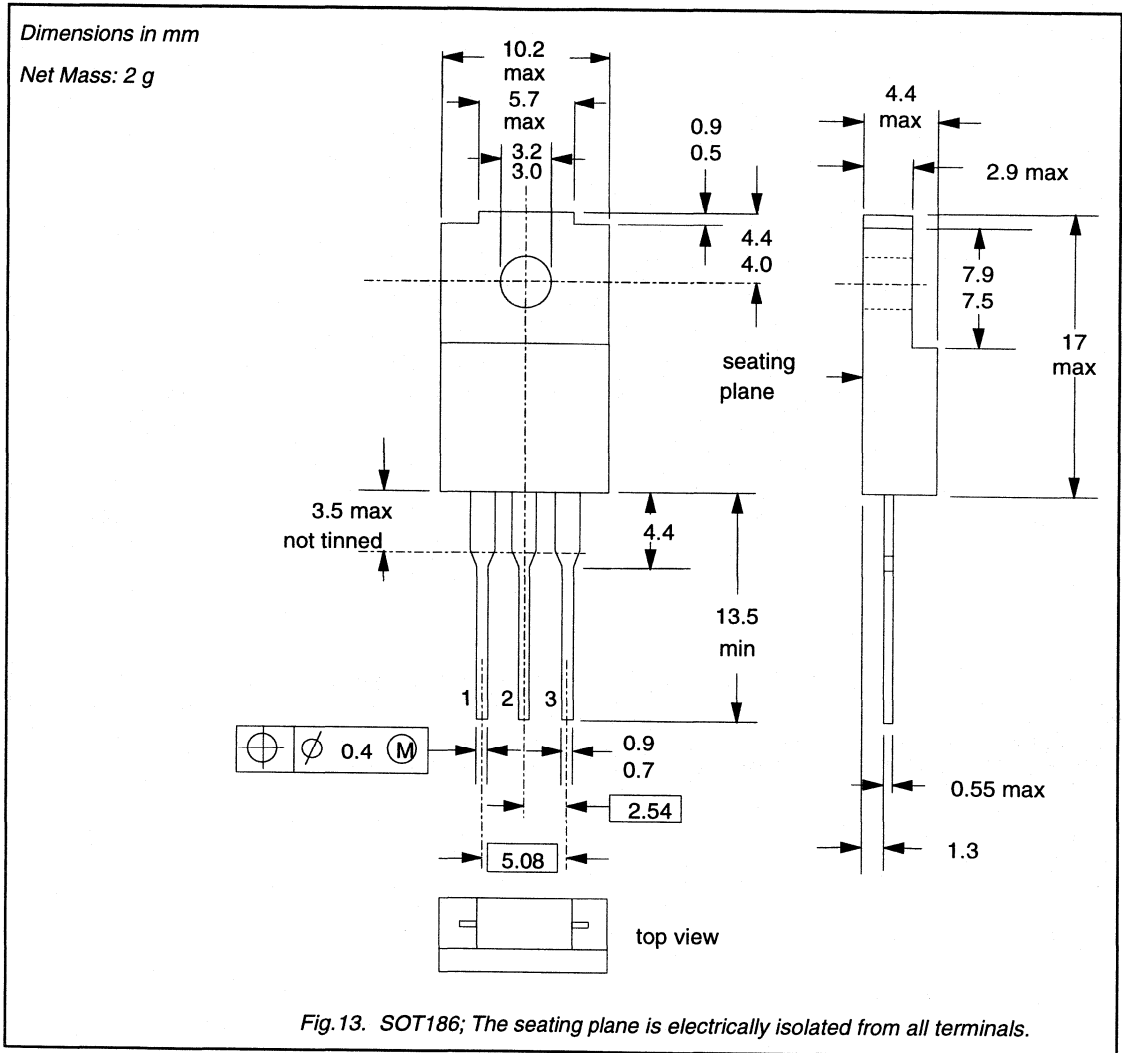 Dimensions in mm
Net Mass: 2 g
10.2
max
5.7
max
3.2
3.0
0.9
0.5
4.4
4.0
seating
plane
3.5 max
not tinned
4.4
13.5
min
1 2 3
⌀ 0.4 Ⓜ
0.9
0.7
2.54
5.08
top view
4.4
max
2.9 max
7.9
7.5
17
max
0.55 max
1.3
Fig.13. SOT186; The seating plane is electrically isolated from all terminals.